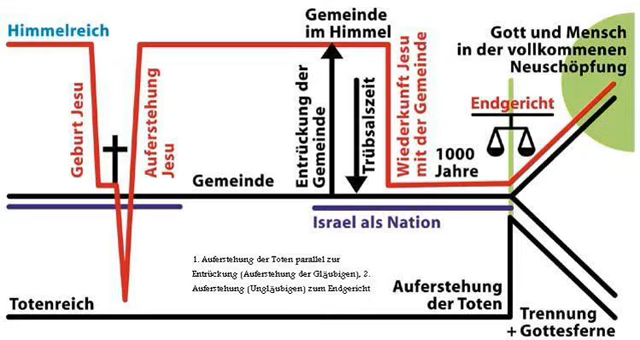 Himmelreich
Gemeinde
im Himmel
Gott und Mensch
in der vollkommenen
Neuschöpfung
Geburt Jesu
Auferstehung
Jesu
Entrückung der
Gemeinde
Trübsalszeit
Wiederkunft Jesu
mit der Gemeinde
Endgericht
1000
Jahre
Gemeinde
Israel als Nation
1. Auferstehung der Toten parallel zur
Entrückung (Auferstehung der Gläubigen), 2.
Auferstehung (Ungläubigen) zum Endgericht
Totenreich
Auferstehung
der Toten
Trennung
+ Gottesferne